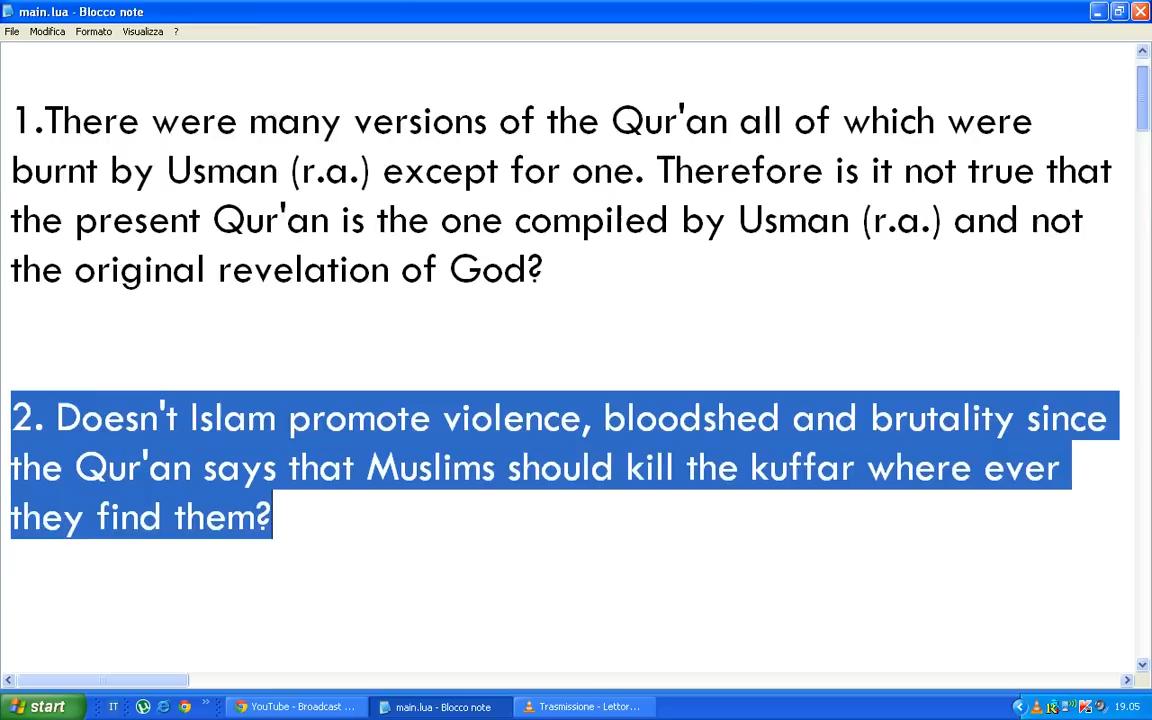 main.lua - Blocco note
File Modifica Formato Visualizza ?
1.There were many versions of the Qur'an all of which were
burnt by Usman (r.a.) except for one. Therefore is it not true that
the present Qur'an is the one compiled by Usman (r.a.) and not
the original revelation of God?
2. Doesn't Islam promote violence, bloodshed and brutality since
the Qur'an says that Muslims should kill the kuffar where ever
they find them?
start IT » YouTube - Broadcast ... main.lua - Blocco note Trasmissione - Lettor... 19.05